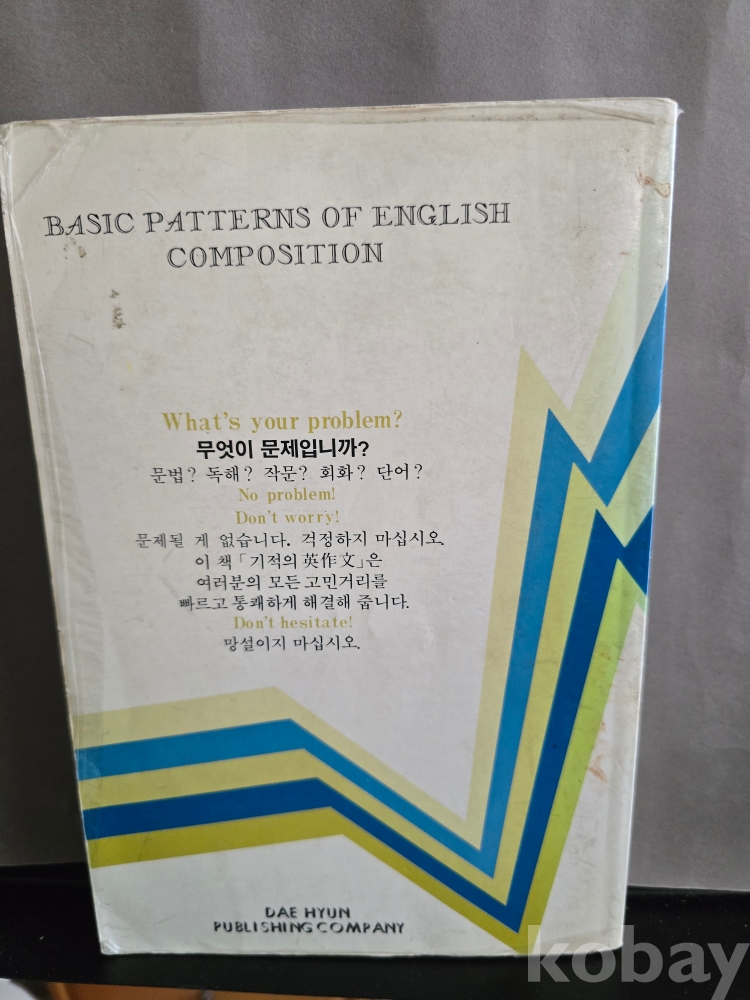 BASIC PATTERNS OF ENGLISH
COMPOSITION
What's your problem?
무엇이 문제입니까?
문법? 독해? 작문? 회화? 단어?
No problem!
Don't worry!
문제될 게 없습니다. 걱정하지 마십시오.
이 책 「기적의 英作文」은
여러분의 모든 고민거리를
빠르고 통쾌하게 해결해 줍니다.
Don't hesitate!
망설이지 마십시오.
DAE HYUN
PUBLISHING COMPANY
kobay